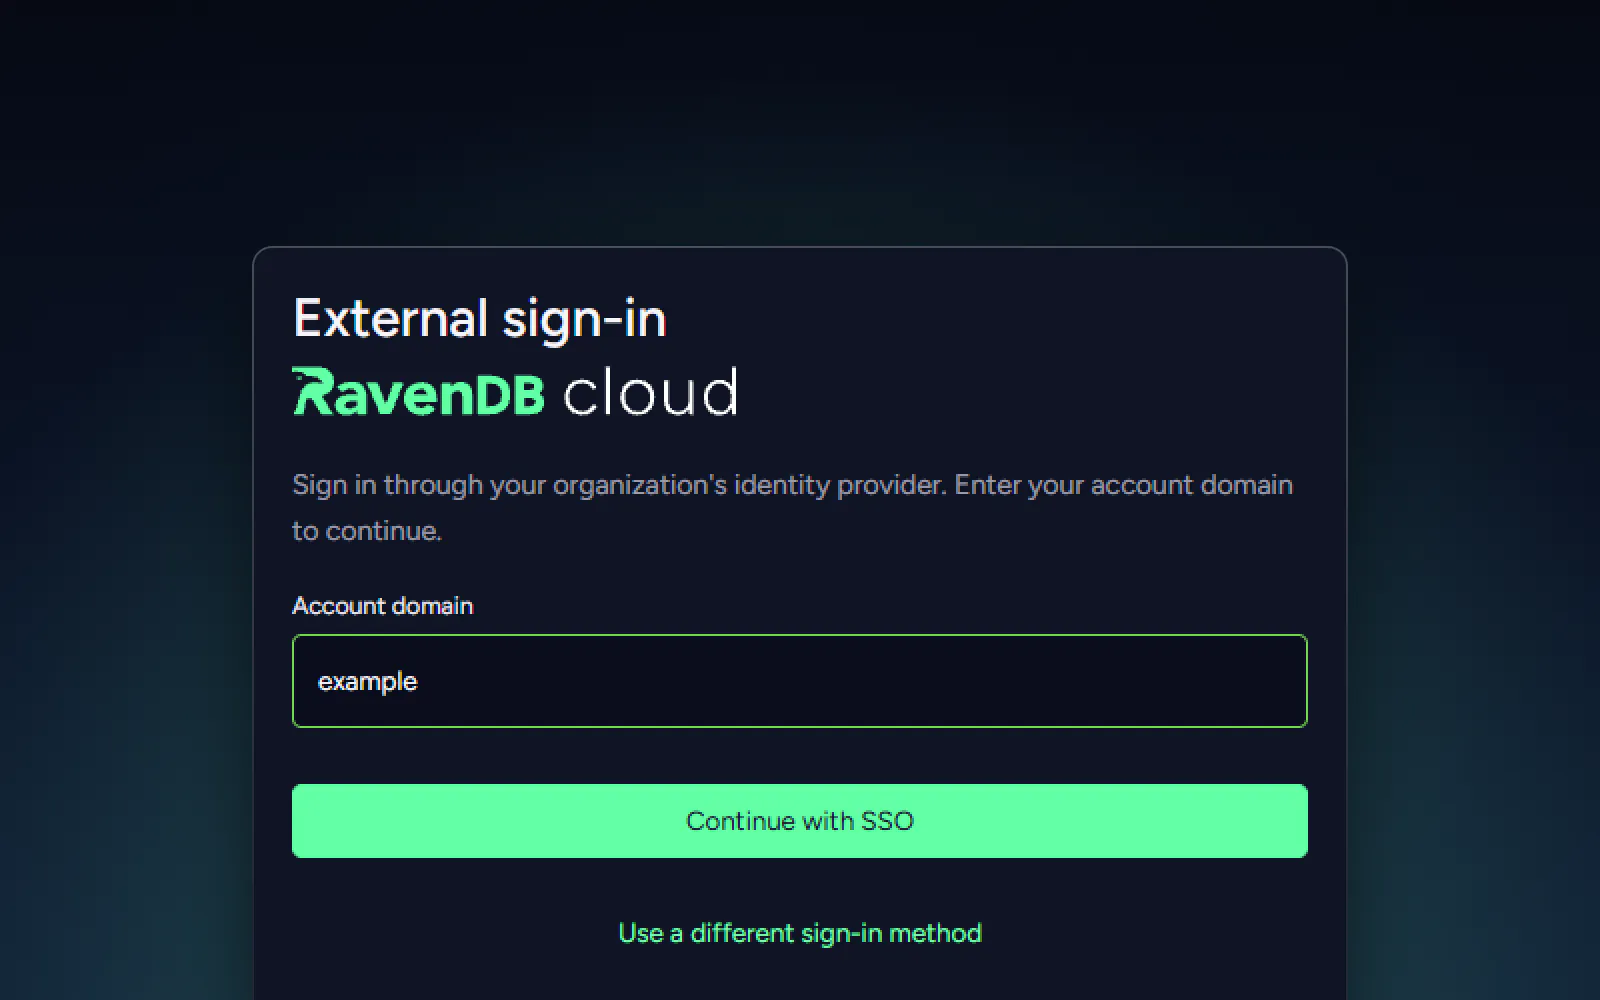 External sign-in
RavenDB cloud
Sign in through your organization's identity provider. Enter your account domain
to continue.
Account domain
example
Continue with SSO
Use a different sign-in method